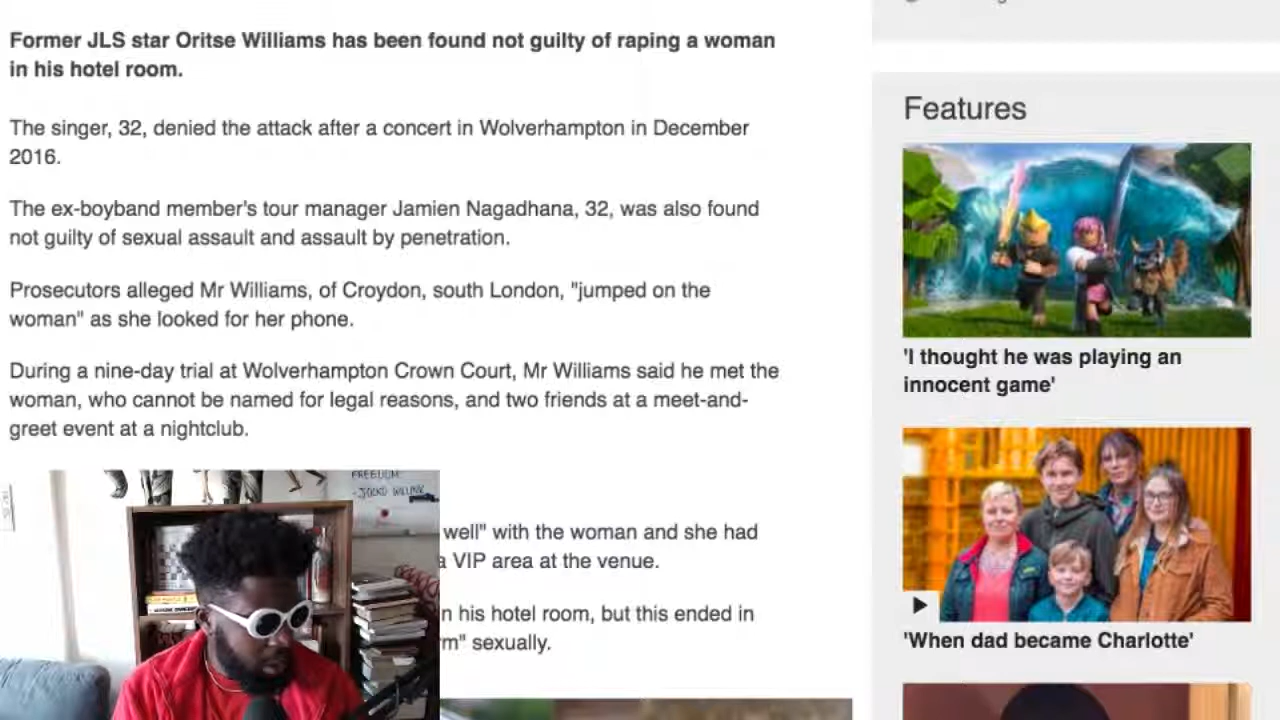 Former JLS star Oritse Williams has been found not guilty of raping a woman
in his hotel room.
The singer, 32, denied the attack after a concert in Wolverhampton in December
2016.
The ex-boyband member's tour manager Jamien Nagadhana, 32, was also found
not guilty of sexual assault and assault by penetration.
Prosecutors alleged Mr Williams, of Croydon, south London, "jumped on the
woman" as she looked for her phone.
During a nine-day trial at Wolverhampton Crown Court, Mr Williams said he met the
woman, who cannot be named for legal reasons, and two friends at a meet-and-
greet event at a nightclub.
FREEDOM
- JOCKO WILLINK
well" with the woman and she had
a VIP area at the venue.
n his hotel room, but this ended in
rm" sexually.
Features
'I thought he was playing an
innocent game'
'When dad became Charlotte'